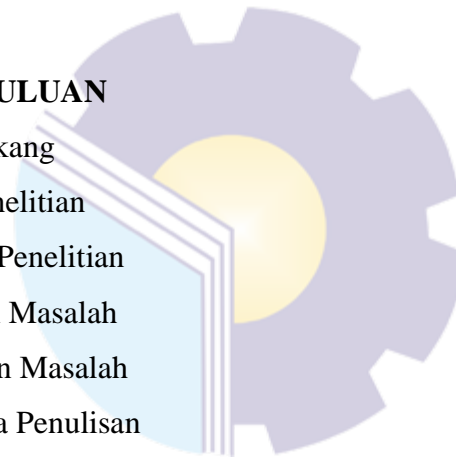 ULUAN
kang
nelitian
Penelitian
Masalah
n Masalah
a Penulisan